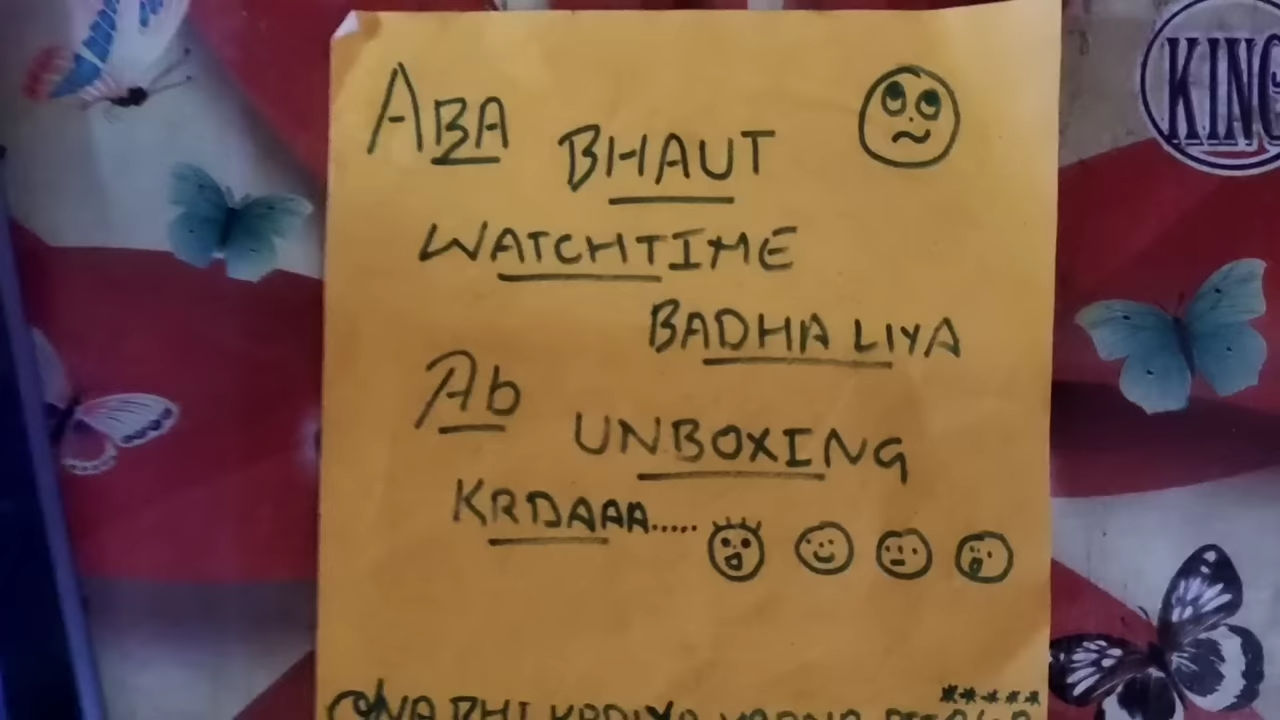 ABA
BHAUT
WATCHTIME
BADHA LIYA
Ab
UNBOXING
KRDAAA.....
KING
*****